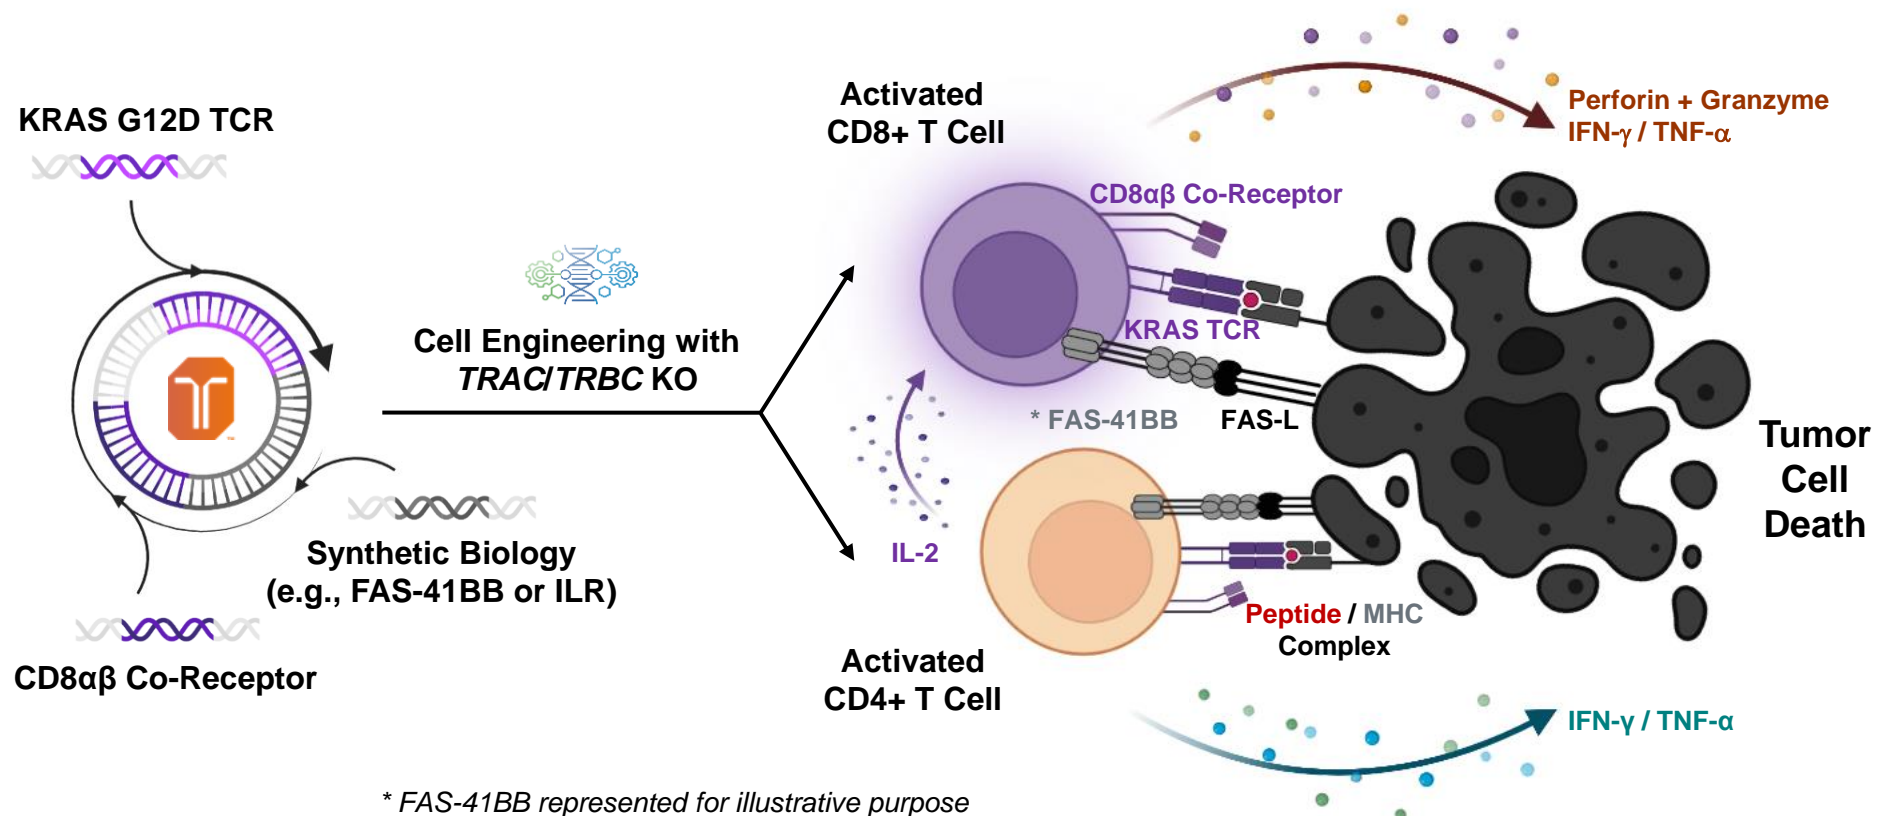 KRAS G12D TCR
Synthetic Biology
(e.g., FAS-41BB or ILR)
CD8αβ Co-Receptor
Cell Engineering with
TRAC/TRBC KO
Activated
CD8+ T Cell
CD8αβ Co-Receptor
KRAS TCR
* FAS-41BB
FAS-L
IL-2
Perforin + Granzyme
IFN-γ / TNF-α
Tumor
Cell
Death
Peptide / MHC
Complex
Activated
CD4+ T Cell
IFN-γ / TNF-α
* FAS-41BB represented for illustrative purpose